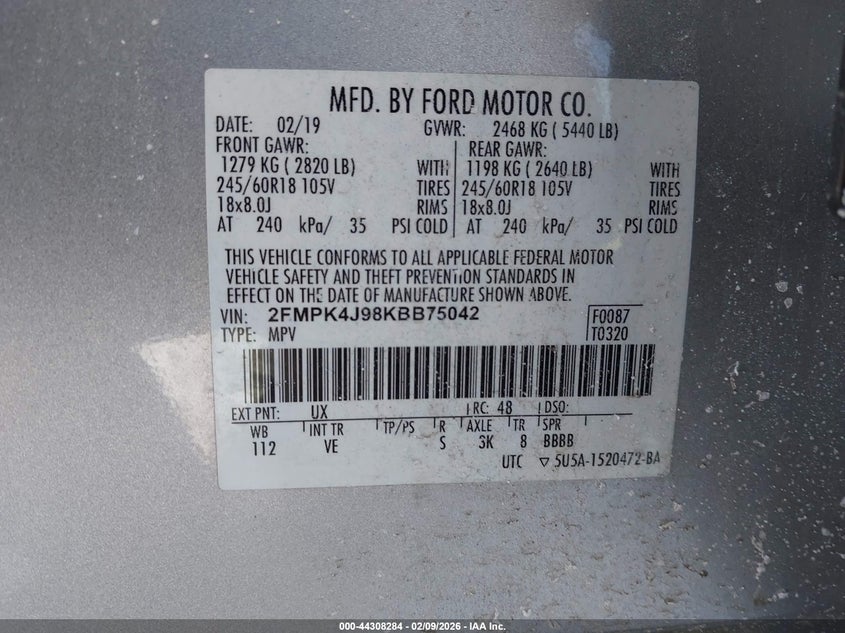 MFD. BY FORD MOTOR CO.
DATE: 02/19 GVWR: 2468 KG ( 5440 LB)
FRONT GAWR: REAR GAWR:
1279 KG ( 2820 LB) WITH 1198 KG ( 2640 LB) WITH
245/60R18 105V TIRES 245/60R18 105V TIRES
18x8.0J RIMS 18x8.0J RIMS
AT 240 kPa/ 35 PSI COLD AT 240 kPa/ 35 PSI COLD
THIS VEHICLE CONFORMS TO ALL APPLICABLE FEDERAL MOTOR
VEHICLE SAFETY AND THEFT PREVENTION STANDARDS IN
EFFECT ON THE DATE OF MANUFACTURE SHOWN ABOVE.
VIN: 2FMPK4J98KBB75042 F0087
TYPE: MPV T0320
EXT PNT: UX RC: 48 DSO:
WB INT TR TP/PS R AXLE TR SPR
112 VE S 3K 8 BBBB
UTC ▽ 5U5A-1520472-BA
000-44308284 - 02/09/2026 - IAA Inc.